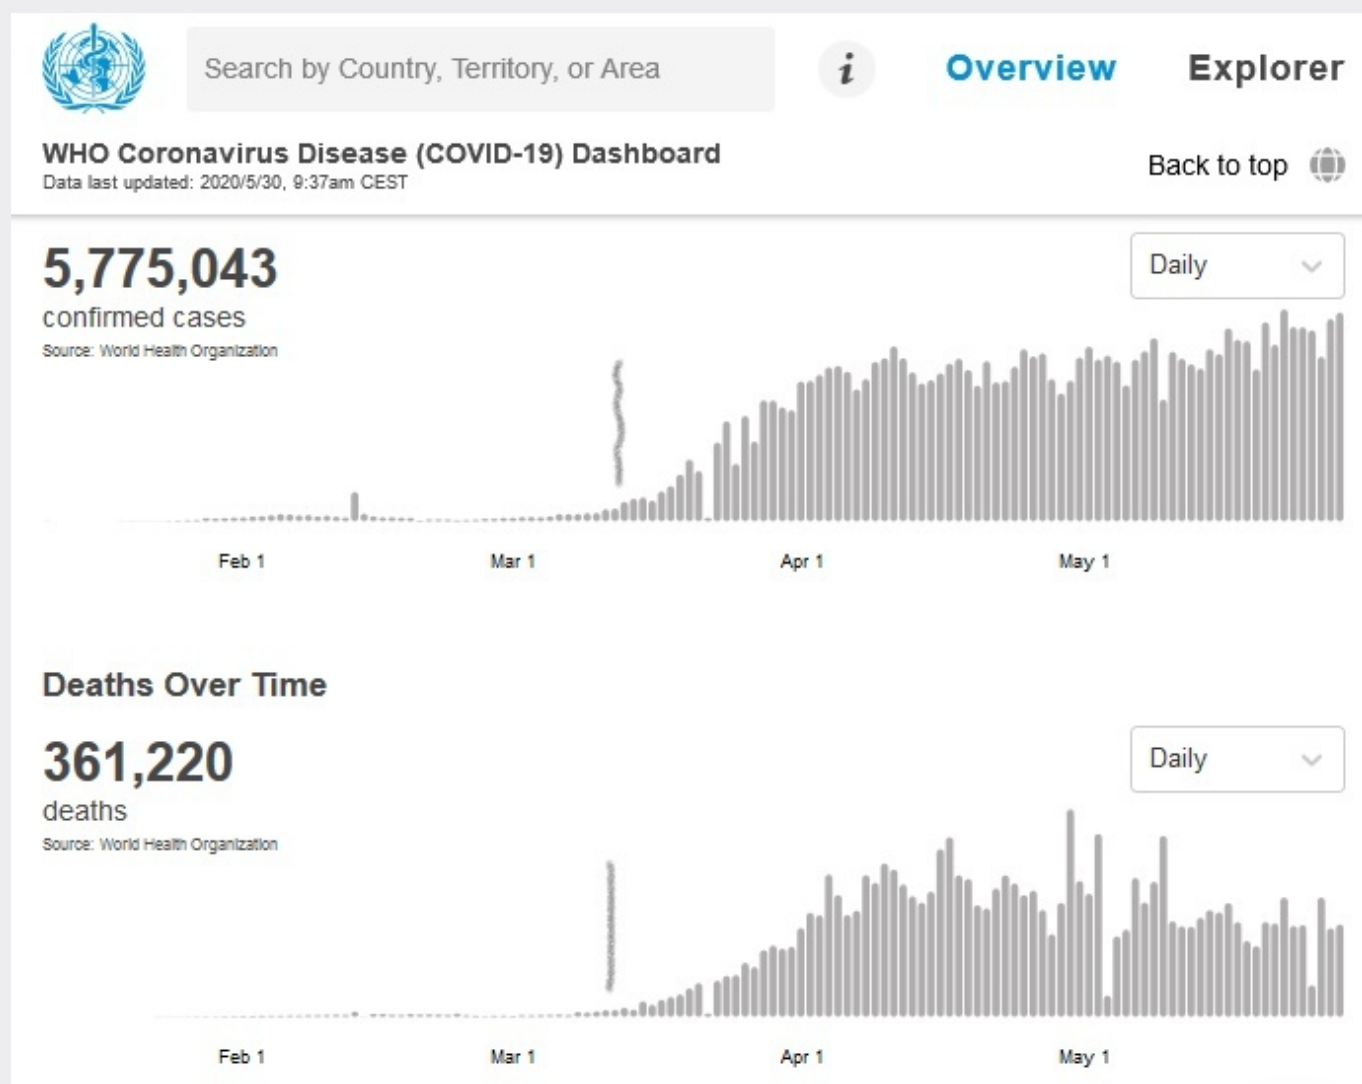 Search by Country, Territory, or Area
i
Overview
Explorer
WHO Coronavirus Disease (COVID-19) Dashboard
Data last updated: 2020/5/30, 9:37am CEST
Back to top
5,775,043
Daily
confirmed cases
Source: World Health Organization
Feb 1
Mar 1
Apr 1
May 1
Deaths Over Time
361,220
Daily
deaths
Source: World Health Organization
Feb 1
Mar 1
Apr 1
May 1